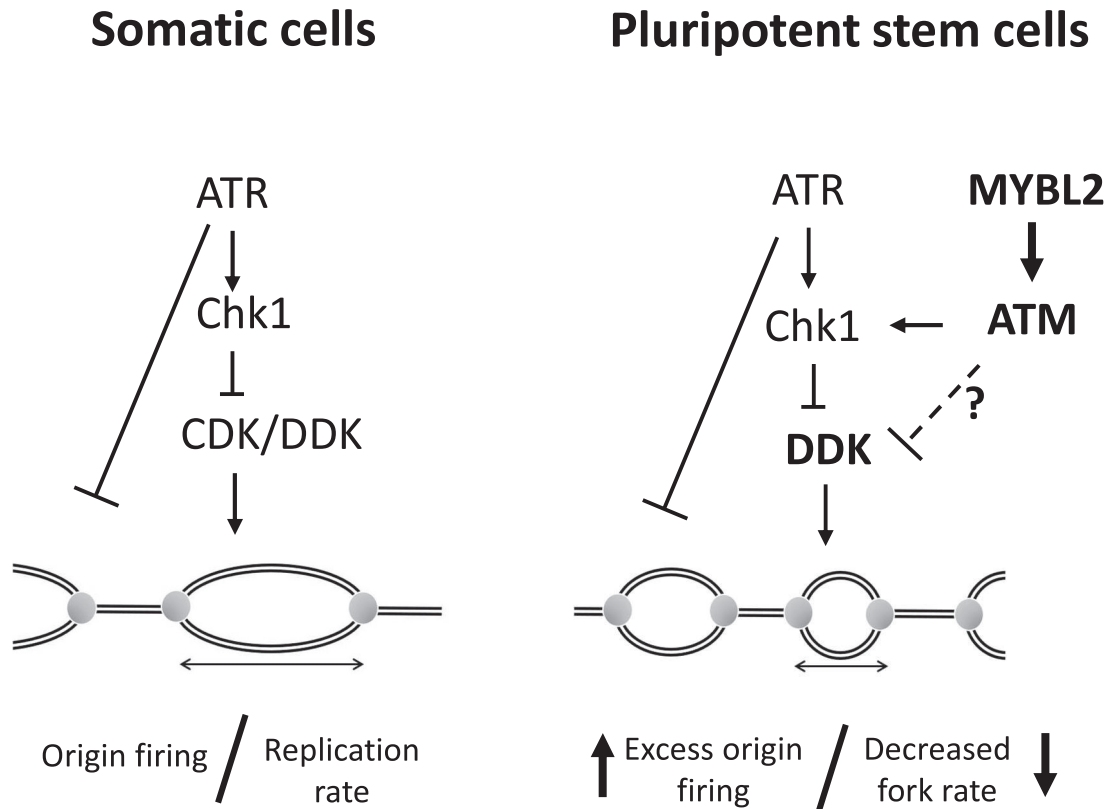 Somatic cells
ATR
Chk1
CDK/DDK
Origin firing
Replication
rate
Pluripotent stem cells
ATR
MYBL2
Chk1
ATM
?
DDK
Excess origin
firing
Decreased
fork rate